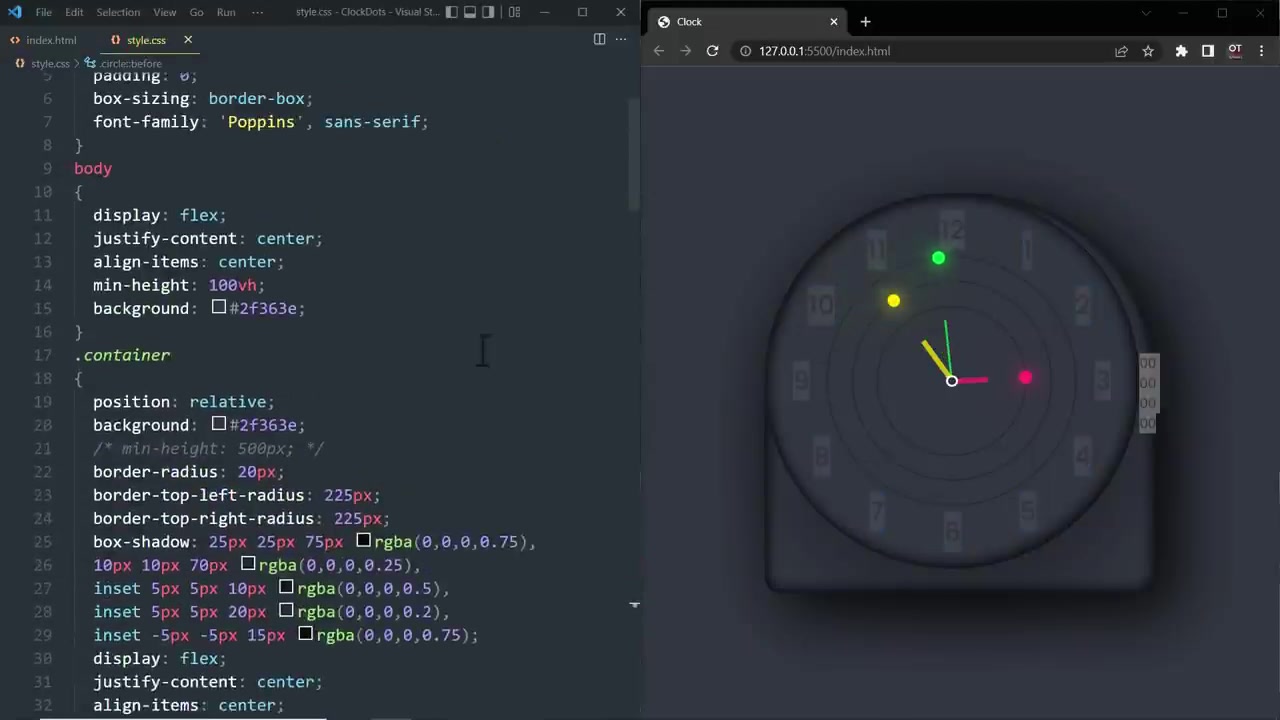 File Edit Selection View Go Run ··· style.css - ClockDots - Visual St...
index.html style.css
style.css > .circle::before
5 padding: 0;
6 box-sizing: border-box;
7 font-family: 'Poppins', sans-serif;
8 }
9 body
10 {
11 display: flex;
12 justify-content: center;
13 align-items: center;
14 min-height: 100vh;
15 background: #2f363e;
16 }
17 .container
18 {
19 position: relative;
20 background: #2f363e;
21 /* min-height: 500px; */
22 border-radius: 20px;
23 border-top-left-radius: 225px;
24 border-top-right-radius: 225px;
25 box-shadow: 25px 25px 75px rgba(0,0,0,0.75),
26 10px 10px 70px rgba(0,0,0,0.25),
27 inset 5px 5px 10px rgba(0,0,0,0.5),
28 inset 5px 5px 20px rgba(0,0,0,0.2),
29 inset -5px -5px 15px rgba(0,0,0,0.75);
30 display: flex;
31 justify-content: center;
32 align-items: center;
Clock
127.0.0.1:5500/index.html
OT
12
11 1
10 2
9 3
8 4
7 5
6
00
00
00
00